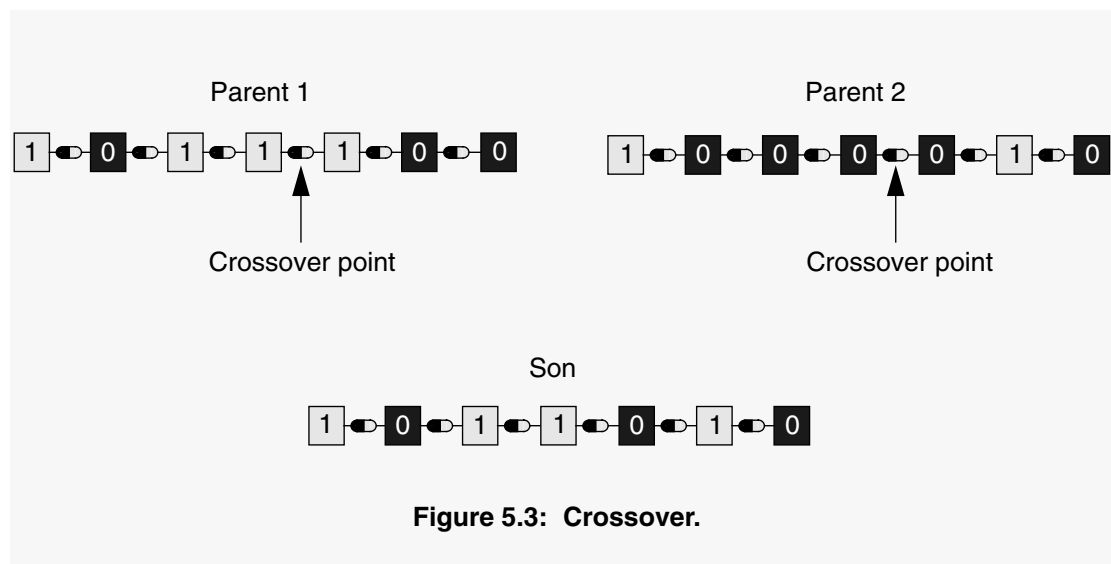 Parent 1
Parent 2
1 0 1 1 1 0 0
1 0 0 0 0 1 0
Crossover point
Crossover point
Son
1 0 1 1 0 1 0
Figure 5.3: Crossover.